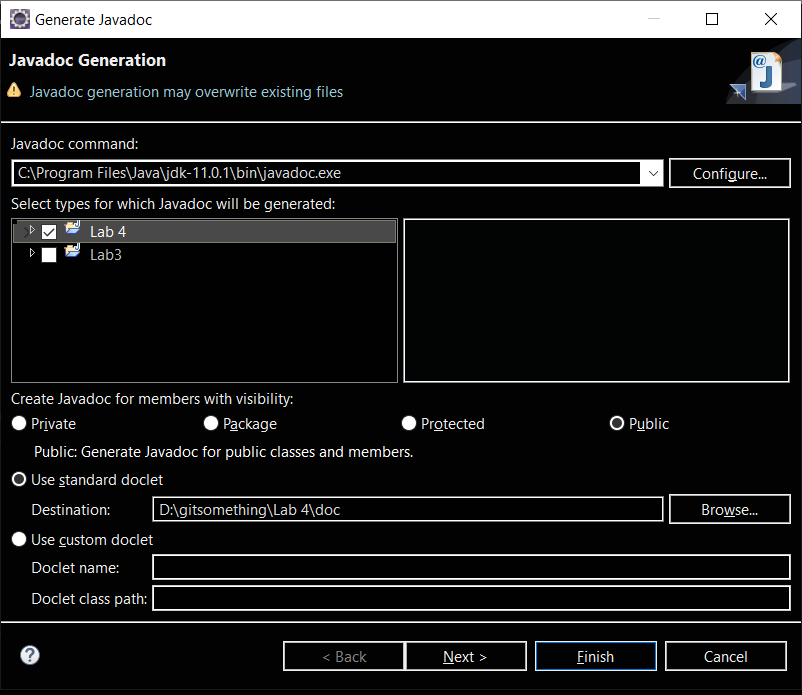 Generate Javadoc
Javadoc Generation
Javadoc generation may overwrite existing files
Javadoc command:
C:\Program Files\Java\jdk-11.0.1\bin\javadoc.exe
Configure...
Select types for which Javadoc will be generated:
Lab 4
Lab3
Create Javadoc for members with visibility:
Private Package Protected Public
Public: Generate Javadoc for public classes and members.
Use standard doclet
Destination: D:\gitsomething\Lab 4\doc Browse...
Use custom doclet
Doclet name:
Doclet class path:
< Back Next > Finish Cancel